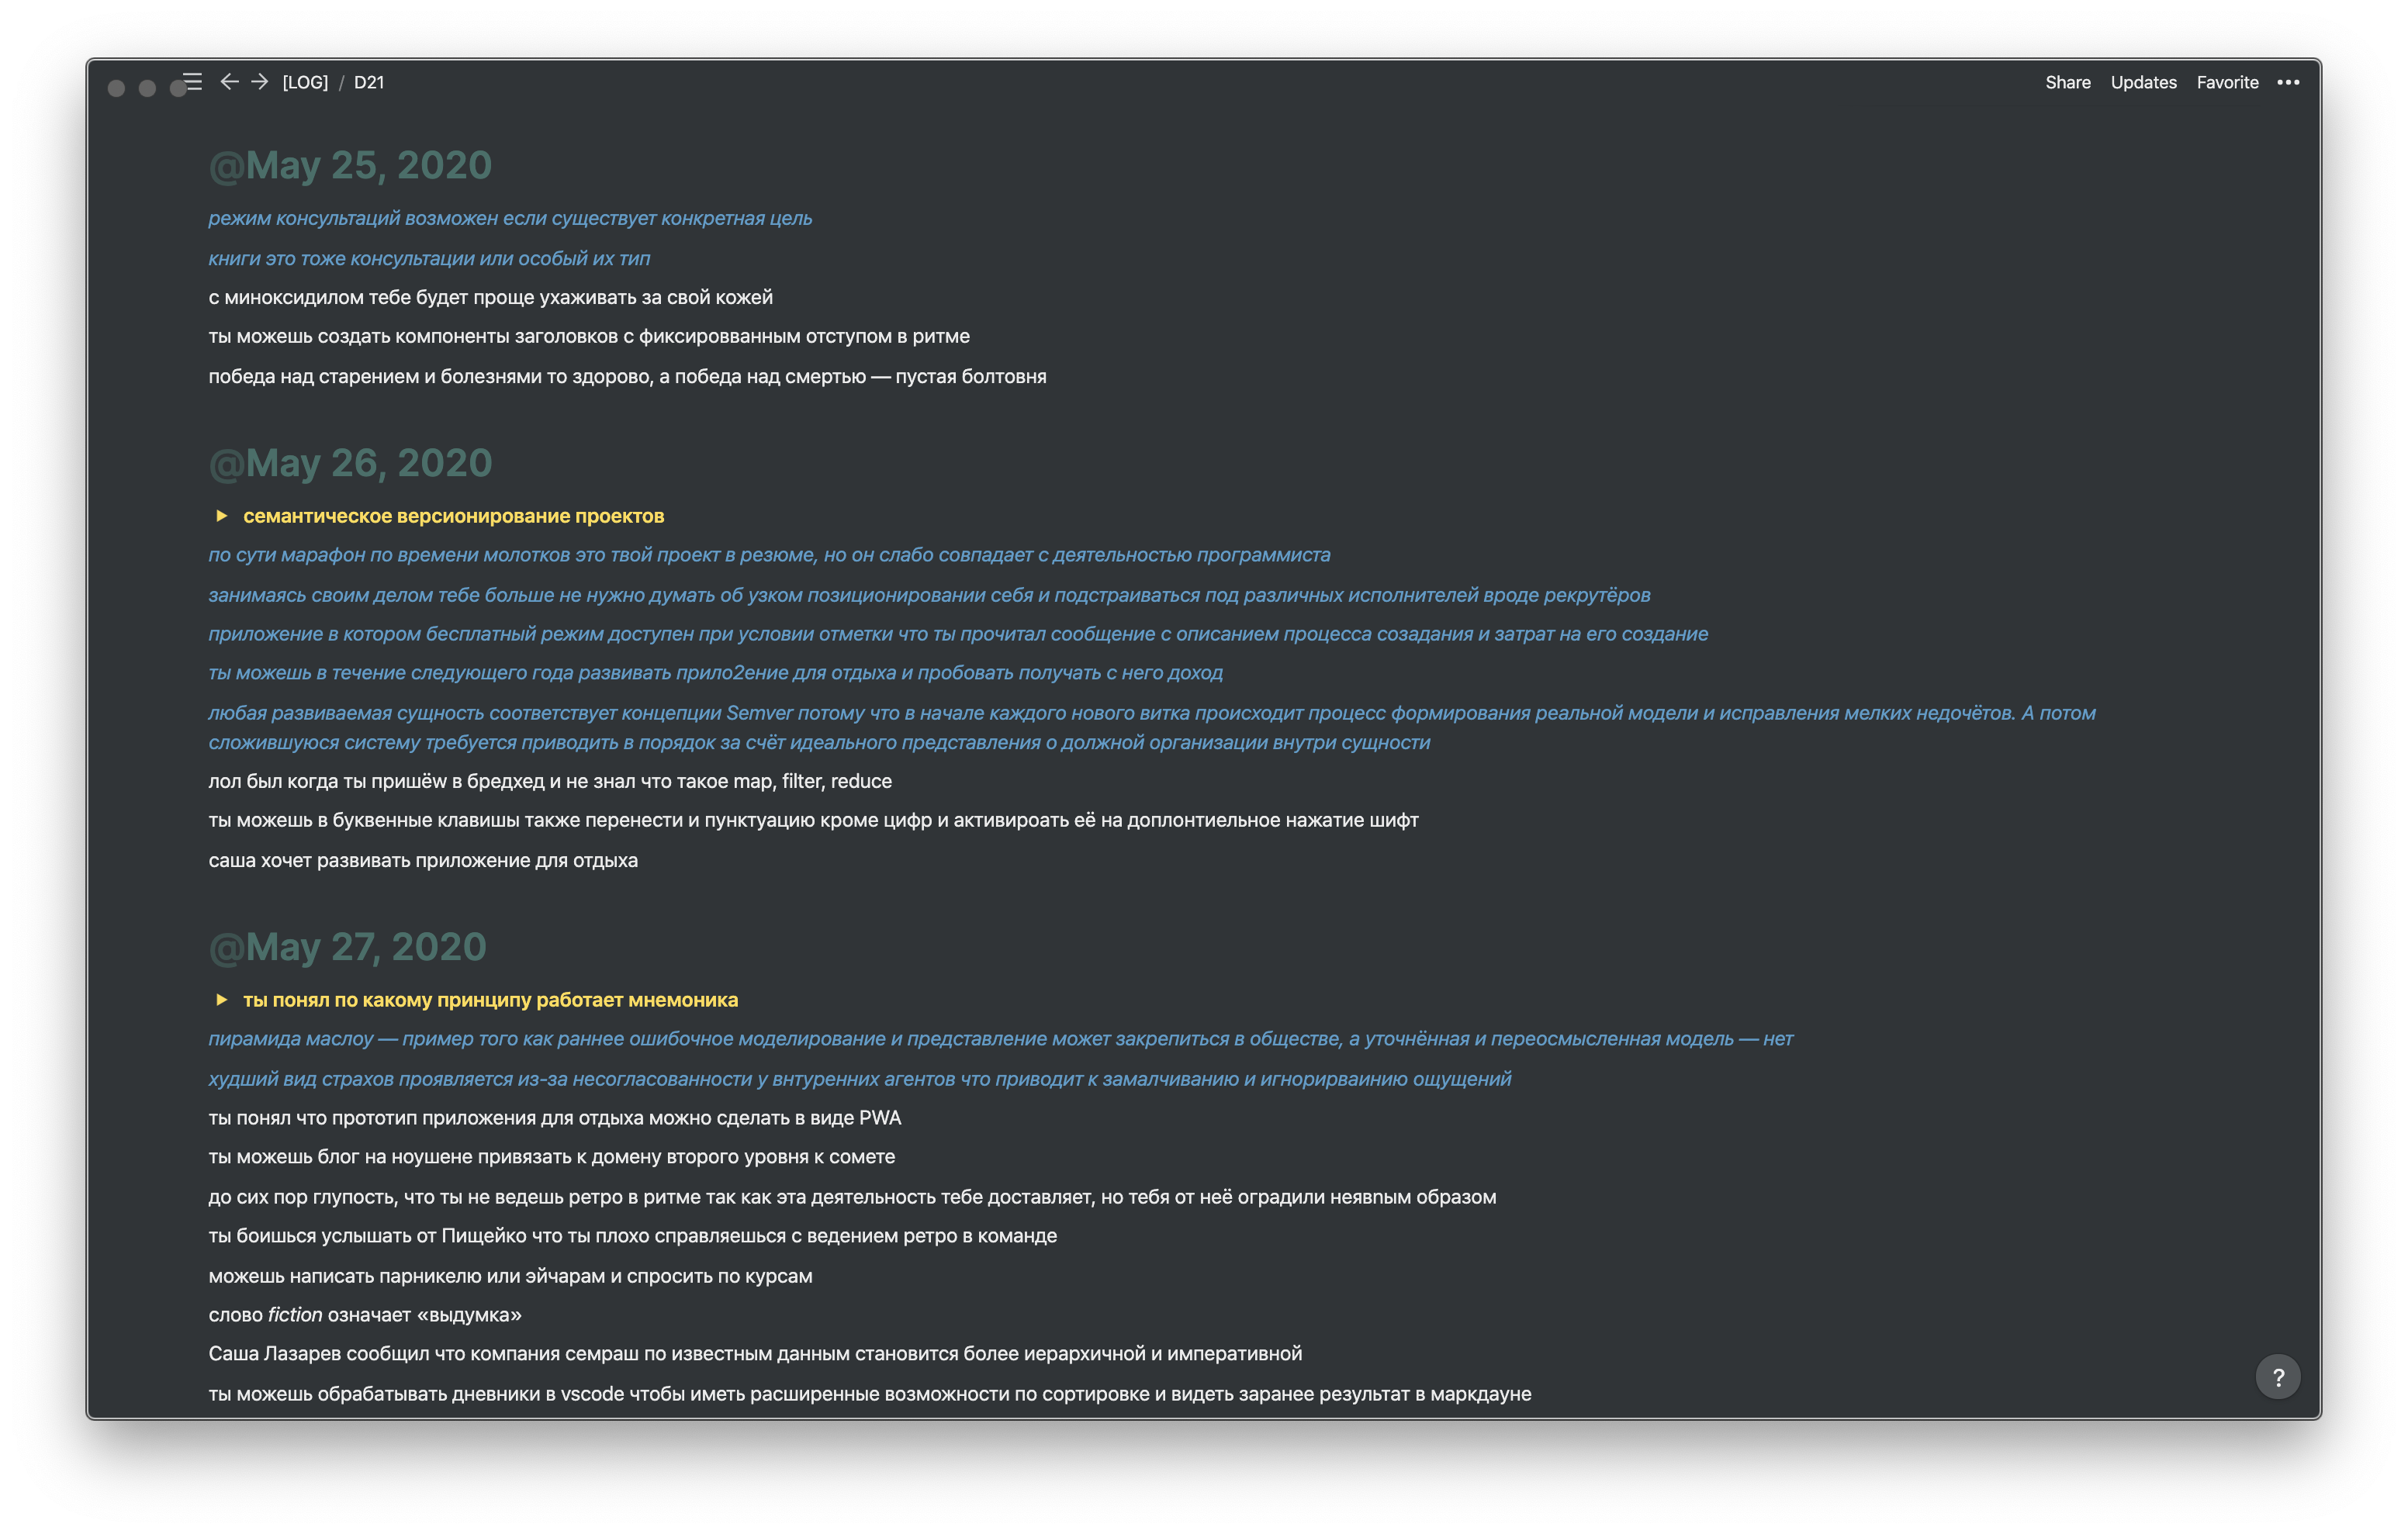 [LOG] / D21
Share Updates Favorite •••
@May 25, 2020
режим консультаций возможен если существует конкретная цель
книги это тоже консультации или особый их тип
с миноксидилом тебе будет проще ухаживать за свой кожей
ты можешь создать компоненты заголовков с фиксировванным отступом в ритме
победа над старением и болезнями то здорово, а победа над смертью — пустая болтовня
@May 26, 2020
семантическое версионирование проектов
по сути марафон по времени молотков это твой проект в резюме, но он слабо совпадает с деятельностью программиста
занимаясь своим делом тебе больше не нужно думать об узком позиционировании себя и подстраиваться под различных исполнителей вроде рекрутёров
приложение в котором бесплатный режим доступен при условии отметки что ты прочитал сообщение с описанием процесса созадания и затрат на его создание
ты можешь в течение следующего года развивать прило2ение для отдыха и пробовать получать с него доход
любая развиваемая сущность соответствует концепции Semver потому что в начале каждого нового витка происходит процесс формирования реальной модели и исправления мелких недочётов. А потом
сложившуюся систему требуется приводить в порядок за счёт идеального представления о должной организации внутри сущности
лол был когда ты пришёw в бредхед и не знал что такое map, filter, reduce
ты можешь в буквенные клавишы также перенести и пунктуацию кроме цифр и активироать её на доплонтиельное нажатие шифт
саша хочет развивать приложение для отдыха
@May 27, 2020
ты понял по какому принципу работает мнемоника
пирамида маслоу — пример того как раннее ошибочное моделирование и представление может закрепиться в обществе, а уточнённая и переосмысленная модель — нет
худший вид страхов проявляется из-за несогласованности у внтуренних агентов что приводит к замалчиванию и игнорирваинию ощущений
ты понял что прототип приложения для отдыха можно сделать в виде PWA
ты можешь блог на ноушене привязать к домену второго уровня к сомете
до сих пор глупость, что ты не ведешь ретро в ритме так как эта деятельность тебе доставляет, но тебя от неё оградили неявnым образом
ты боишься услышать от Пищейко что ты плохо справляешься с ведением ретро в команде
можешь написать парникелю или эйчарам и спросить по курсам
слово fiction означает «выдумка»
Саша Лазарев сообщил что компания семраш по известным данным становится более иерархичной и императивной
ты можешь обрабатывать дневники в vscode чтобы иметь расширенные возможности по сортировке и видеть заранее результат в маркдауне
?